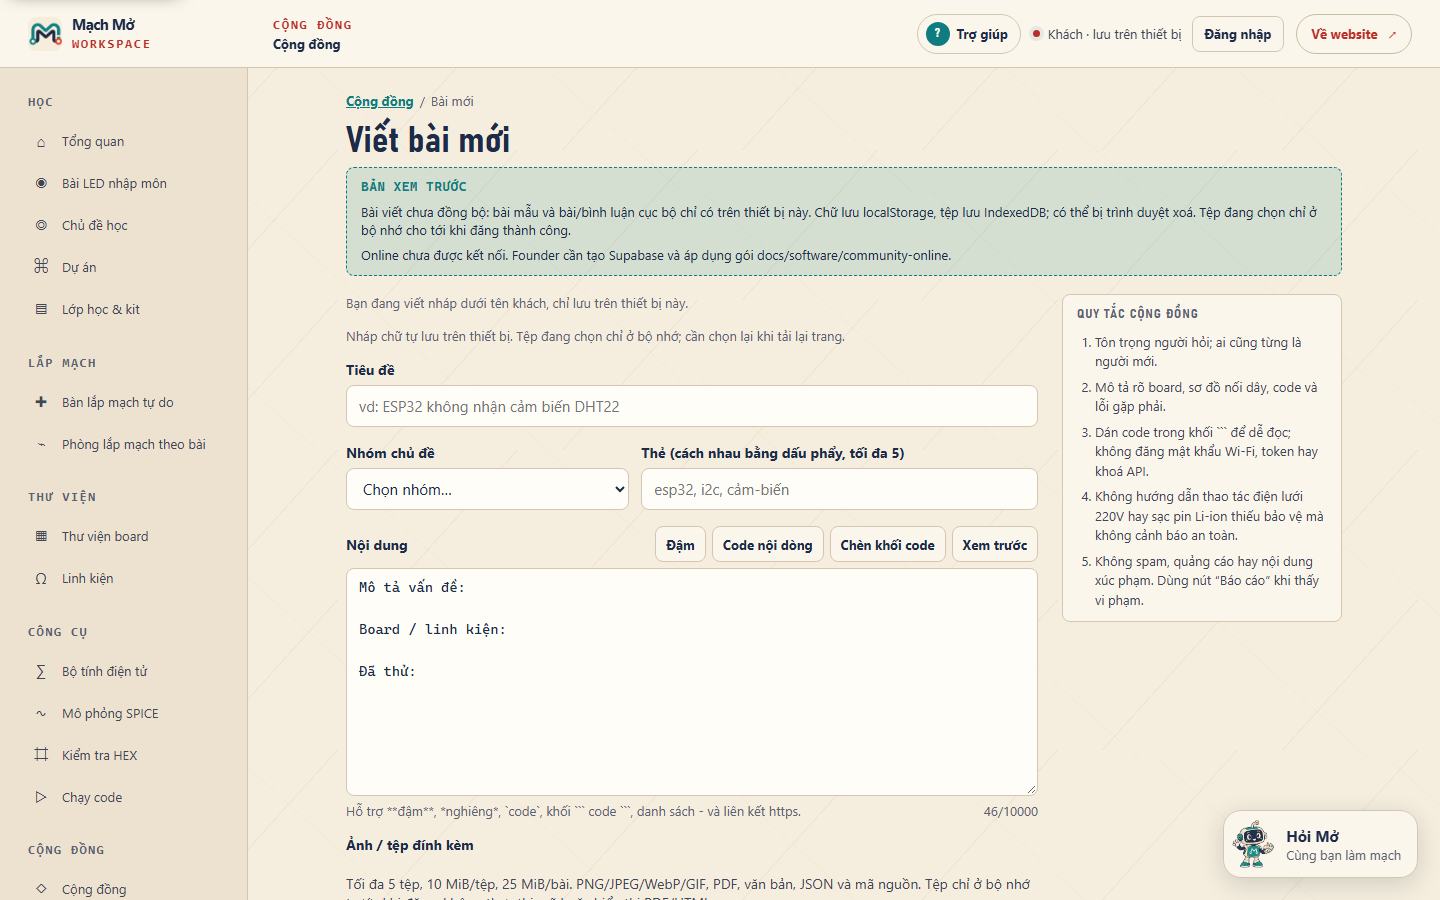 Mạch Mở
WORKSPACE
CỘNG ĐỒNG
Cộng đồng
? Trợ giúp
Khách · lưu trên thiết bị
Đăng nhập
Về website ↗
HỌC
Tổng quan
Bài LED nhập môn
Chủ đề học
Dự án
Lớp học & kit
LẮP MẠCH
Bàn lắp mạch tự do
Phòng lắp mạch theo bài
THƯ VIỆN
Thư viện board
Linh kiện
CÔNG CỤ
Bộ tính điện tử
Mô phỏng SPICE
Kiểm tra HEX
Chạy code
CỘNG ĐỒNG
Cộng đồng
Cộng đồng / Bài mới
Viết bài mới
BẢN XEM TRƯỚC
Bài viết chưa đồng bộ: bài mẫu và bài/bình luận cục bộ chỉ có trên thiết bị này. Chữ lưu localStorage, tệp lưu IndexedDB; có thể bị trình duyệt xoá. Tệp đang chọn chỉ ở
bộ nhớ cho tới khi đăng thành công.
Online chưa được kết nối. Founder cần tạo Supabase và áp dụng gói docs/software/community-online.
Bạn đang viết nháp dưới tên khách, chỉ lưu trên thiết bị này.
Nháp chữ tự lưu trên thiết bị. Tệp đang chọn chỉ ở bộ nhớ; cần chọn lại khi tải lại trang.
Tiêu đề
vd: ESP32 không nhận cảm biến DHT22
Nhóm chủ đề
Thẻ (cách nhau bằng dấu phẩy, tối đa 5)
Chọn nhóm...
esp32, i2c, cảm-biến
Nội dung
Đậm
Code nội dòng
Chèn khối code
Xem trước
Mô tả vấn đề:
Board / linh kiện:
Đã thử:
Hỗ trợ **đậm**, *nghiêng*, `code`, khối ``` code ```, danh sách - và liên kết https.
46/10000
Ảnh / tệp đính kèm
Tối đa 5 tệp, 10 MiB/tệp, 25 MiB/bài. PNG/JPEG/WebP/GIF, PDF, văn bản, JSON và mã nguồn. Tệp chỉ ở bộ nhớ
QUY TẮC CỘNG ĐỒNG
1. Tôn trọng người hỏi; ai cũng từng là
người mới.
2. Mô tả rõ board, sơ đồ nối dây, code và
lỗi gặp phải.
3. Dán code trong khối ``` để dễ đọc;
không đăng mật khẩu Wi-Fi, token hay
khoá API.
4. Không hướng dẫn thao tác điện lưới
220V hay sạc pin Li-ion thiếu bảo vệ mà
không cảnh báo an toàn.
5. Không spam, quảng cáo hay nội dung
xúc phạm. Dùng nút “Báo cáo” khi thấy
vi phạm.
Hỏi Mở
Cùng bạn làm mạch